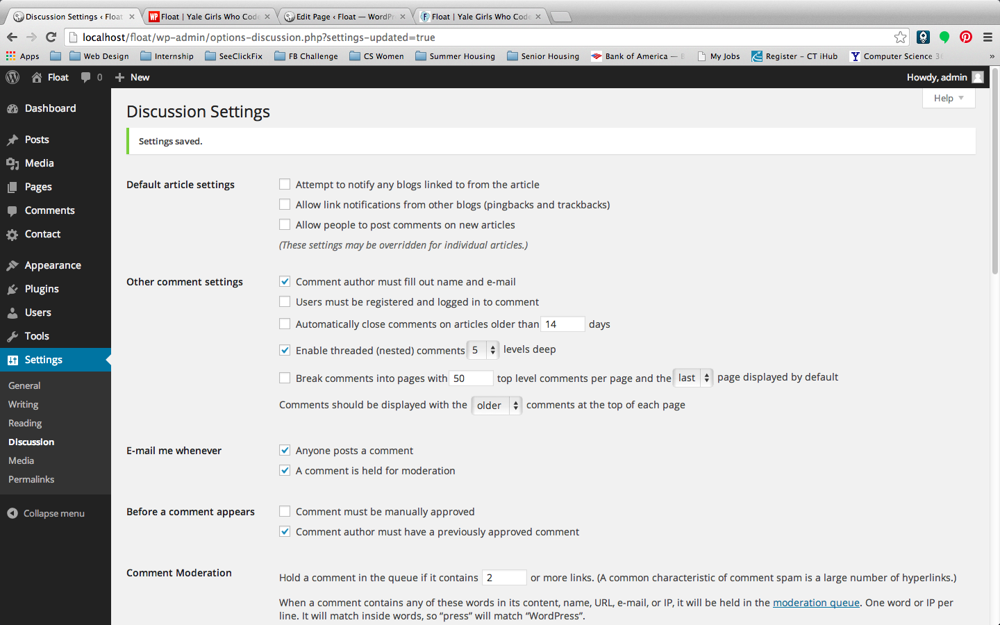 Discussion Settings ‹ Float
Float | Yale Girls Who Code
Edit Page ‹ Float — WordPr
Float | Yale Girls Who Code
localhost/float/wp-admin/options-discussion.php?settings-updated=true
Apps
Web Design
Internship
SeeClickFix
FB Challenge
CS Women
Summer Housing
Senior Housing
Bank of America —
My Jobs
Register – CT iHub
Computer Science 36
»
Float
0
New
Howdy, admin
Help
Dashboard
Posts
Media
Pages
Comments
Contact
Appearance
Plugins
Users
Tools
Settings
General
Writing
Reading
Discussion
Media
Permalinks
Collapse menu
Discussion Settings
Settings saved.
Default article settings
Attempt to notify any blogs linked to from the article
Allow link notifications from other blogs (pingbacks and trackbacks)
Allow people to post comments on new articles
(These settings may be overridden for individual articles.)
Other comment settings
Comment author must fill out name and e-mail
Users must be registered and logged in to comment
Automatically close comments on articles older than 14 days
Enable threaded (nested) comments 5 levels deep
Break comments into pages with 50 top level comments per page and the last page displayed by default
Comments should be displayed with the older comments at the top of each page
E-mail me whenever
Anyone posts a comment
A comment is held for moderation
Before a comment appears
Comment must be manually approved
Comment author must have a previously approved comment
Comment Moderation
Hold a comment in the queue if it contains 2 or more links. (A common characteristic of comment spam is a large number of hyperlinks.)
When a comment contains any of these words in its content, name, URL, e-mail, or IP, it will be held in the moderation queue. One word or IP per
line. It will match inside words, so “press” will match “WordPress”.